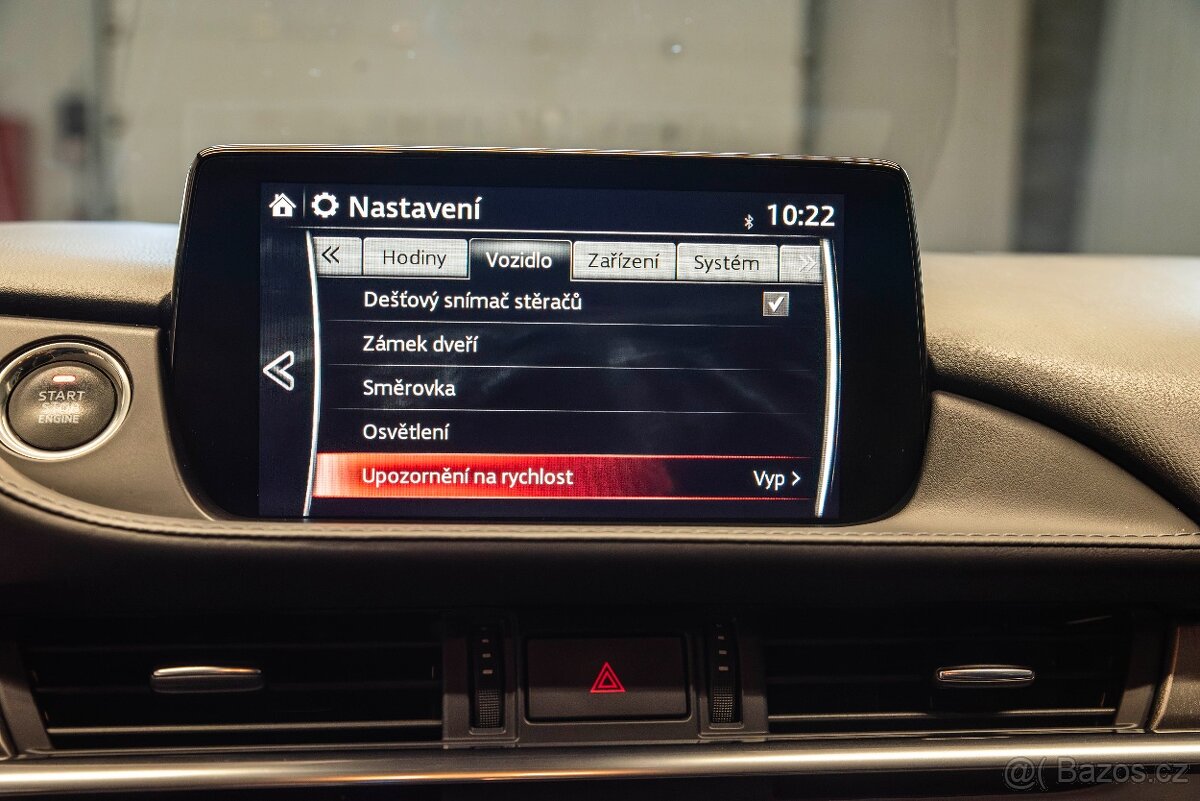 Nastavení
10:22
Hodiny Vozidlo Zařízení Systém
Dešťový snímač stěračů
Zámek dveří
Směrovka
Osvětlení
Upozornění na rychlost Vyp >
START
STOP
ENGINE
@( Bazos.cz